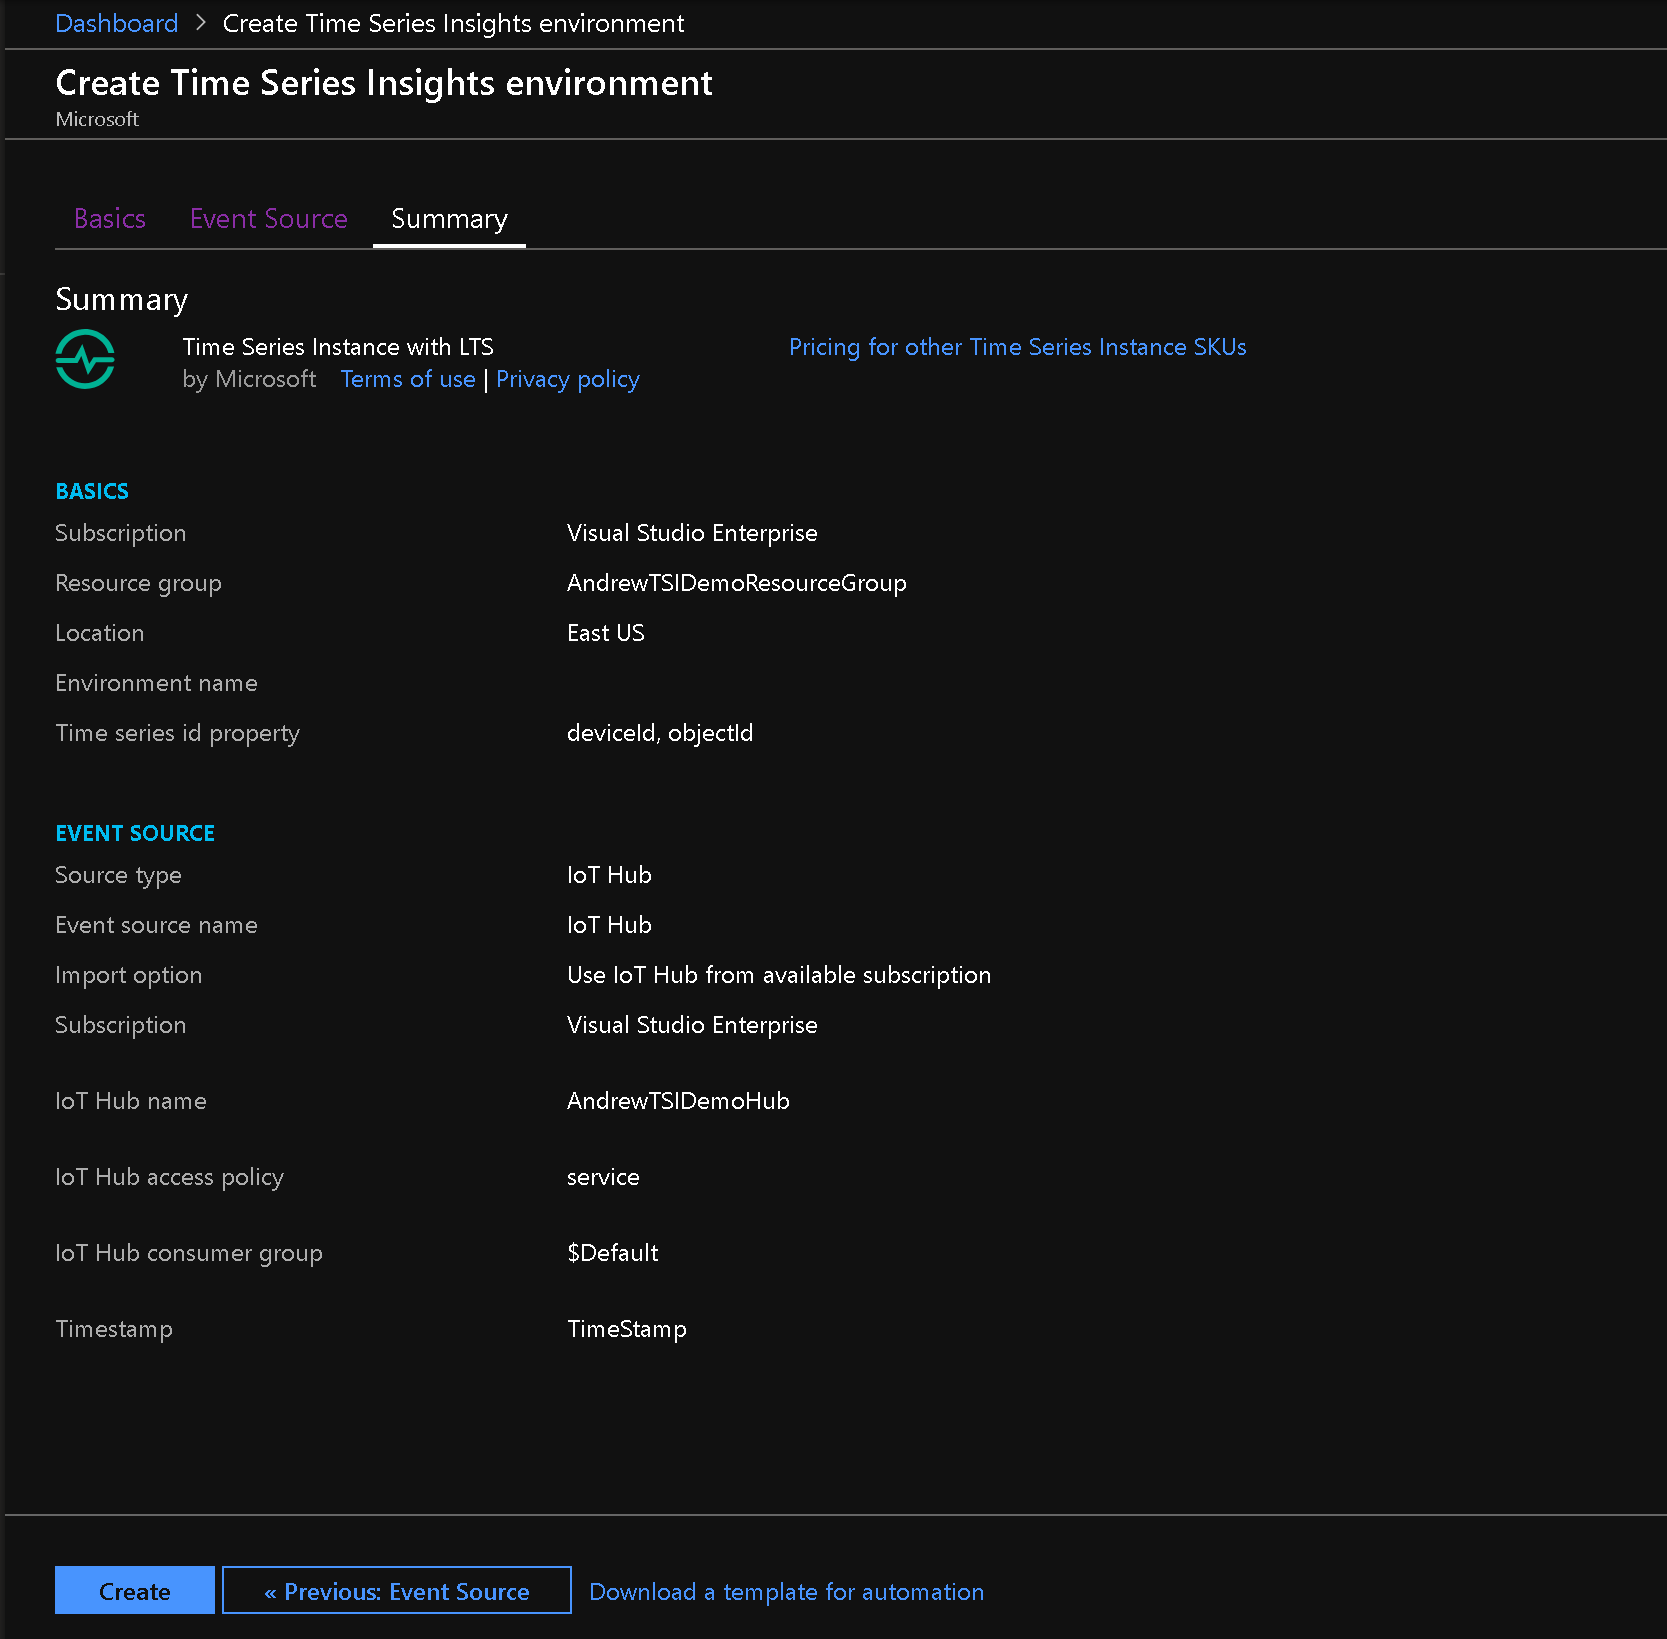 Dashboard > Create Time Series Insights environment
Create Time Series Insights environment
Microsoft
Basics Event Source Summary
Summary
Time Series Instance with LTS Pricing for other Time Series Instance SKUs
by Microsoft Terms of use | Privacy policy
BASICS
Subscription Visual Studio Enterprise
Resource group AndrewTSIDemoResourceGroup
Location East US
Environment name
Time series id property deviceId, objectId
EVENT SOURCE
Source type IoT Hub
Event source name IoT Hub
Import option Use IoT Hub from available subscription
Subscription Visual Studio Enterprise
IoT Hub name AndrewTSIDemoHub
IoT Hub access policy service
IoT Hub consumer group $Default
Timestamp TimeStamp
Create « Previous: Event Source Download a template for automation